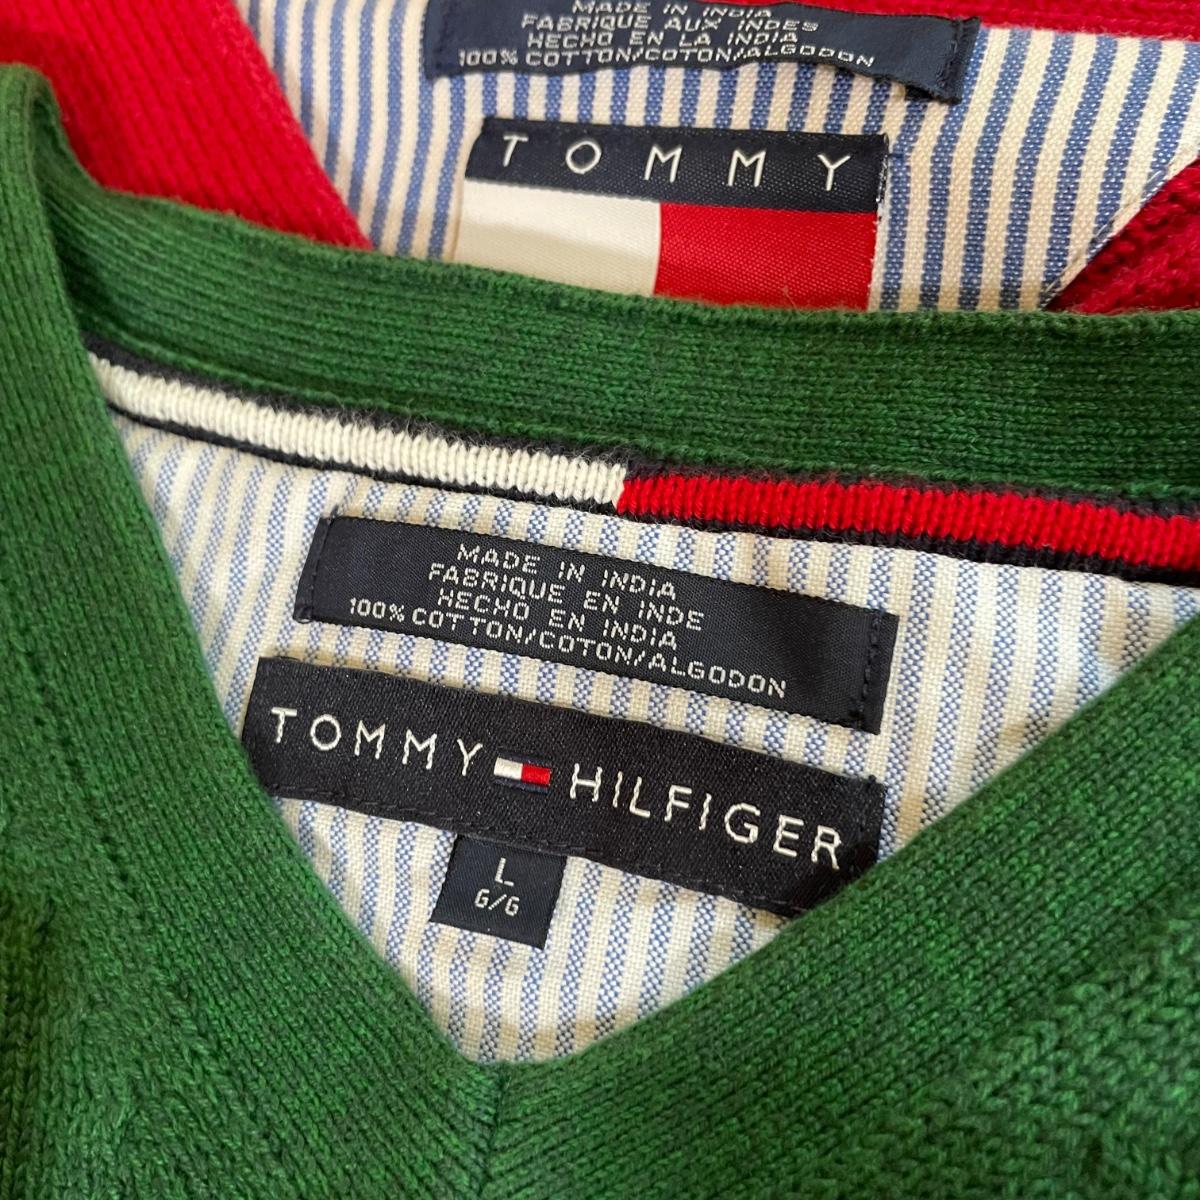 MADE IN INDIA
FABRIQUE AUX INDES
HECHO EN LA INDIA
100% COTTON/COTON/ALGODON
TOMMY
MADE IN INDIA
FABRIQUE EN INDE
HECHO EN INDIA
100% COTTON/COTON/ALGODON
TOMMY HILFIGER
L
G/G